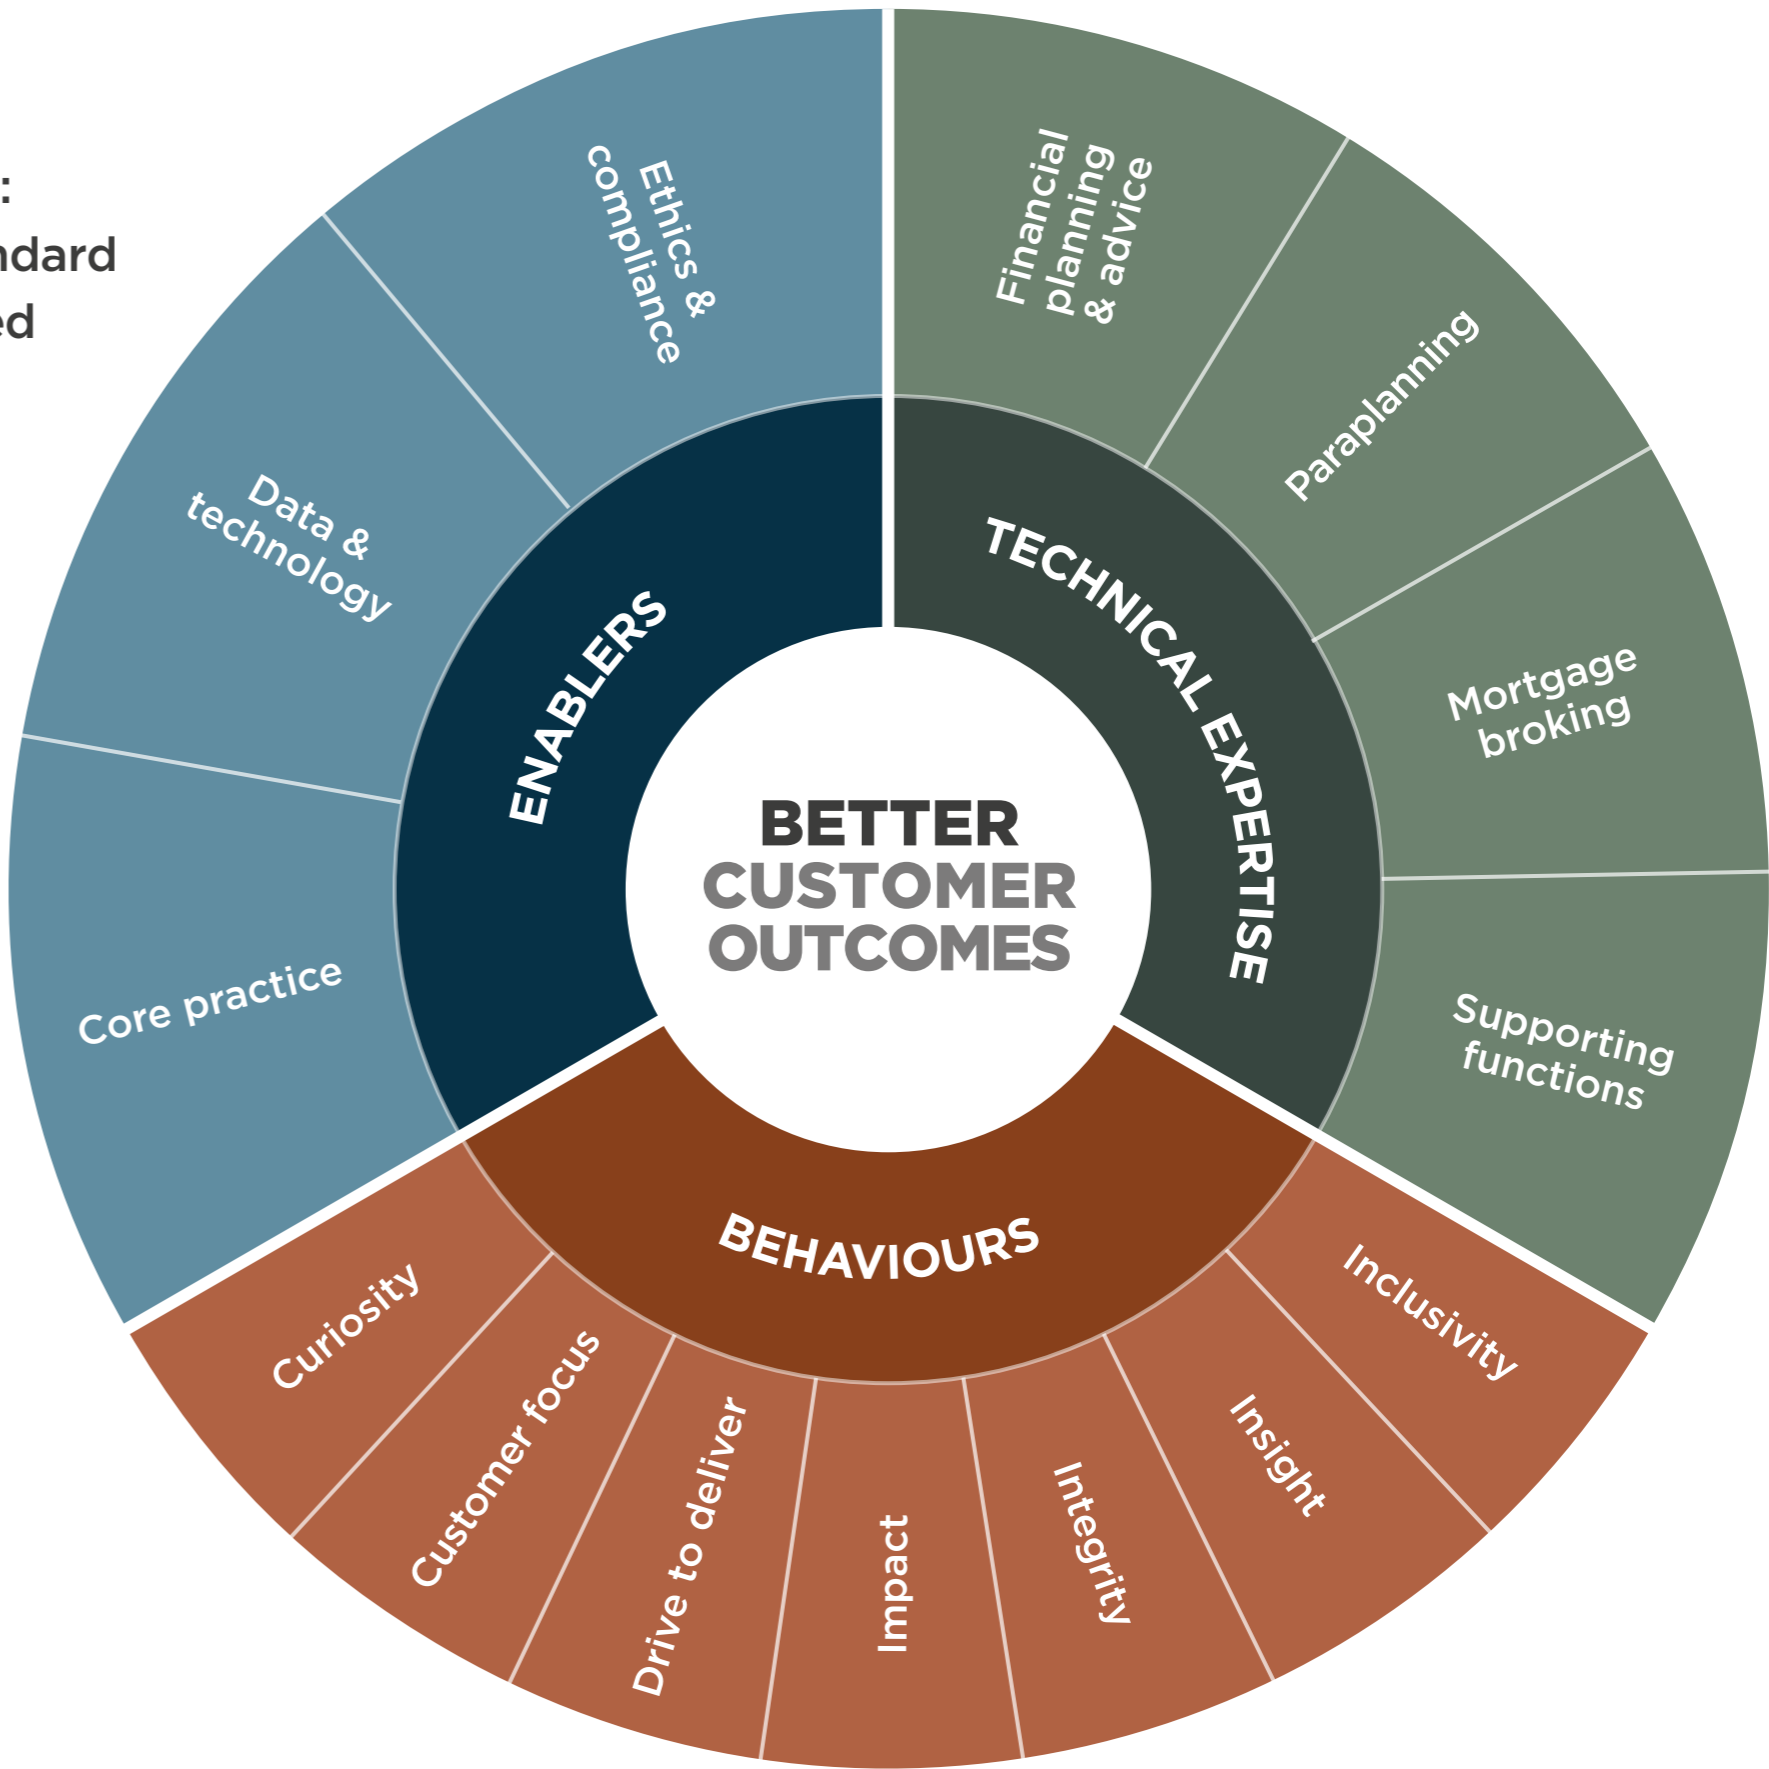 :
ndard
ed
BETTER
CUSTOMER
OUTCOMES
TECHNICAL EXPERTISE
Financial
planning
& advice
Paraplanning
Mortgage
broking
Supporting
functions
BEHAVIOURS
Inclusivity
Insight
Integrity
Impact
Drive to deliver
Customer focus
Curiosity
ENABLERS
Core practice
Data &
technology
Ethics &
compliance